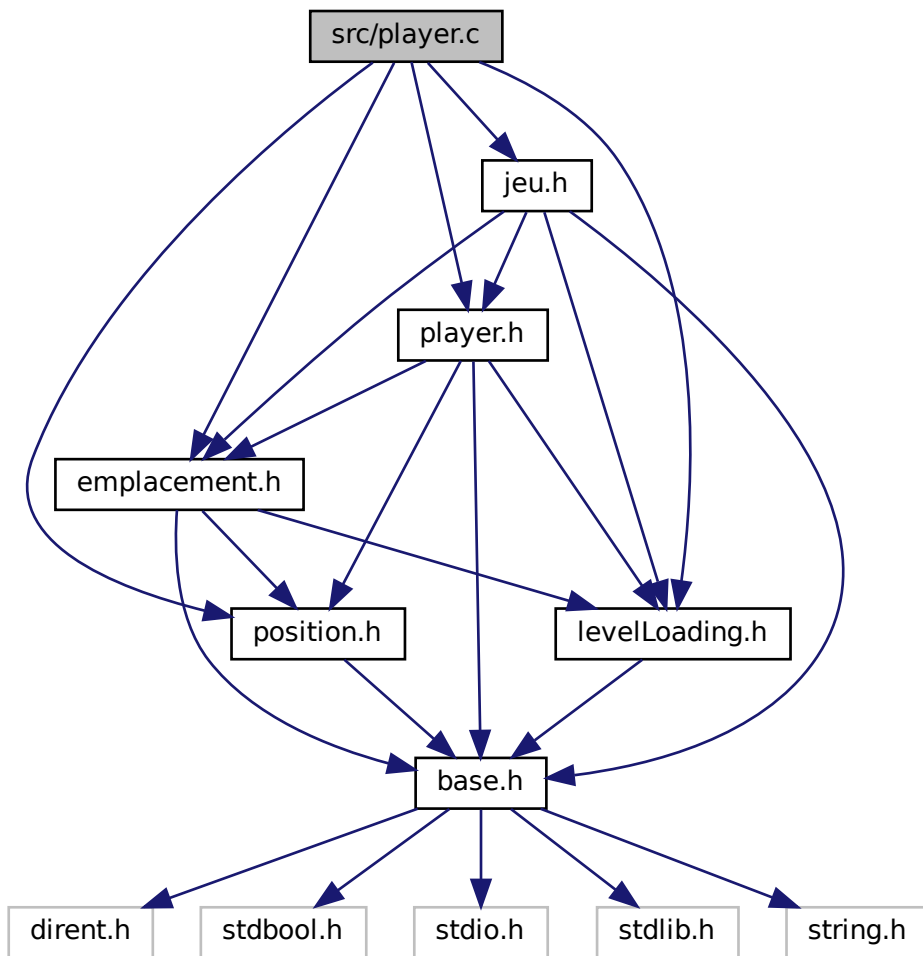 src/player.c
jeu.h
player.h
emplacement.h
position.h
levelLoading.h
base.h
dirent.h
stdbool.h
stdio.h
stdlib.h
string.h